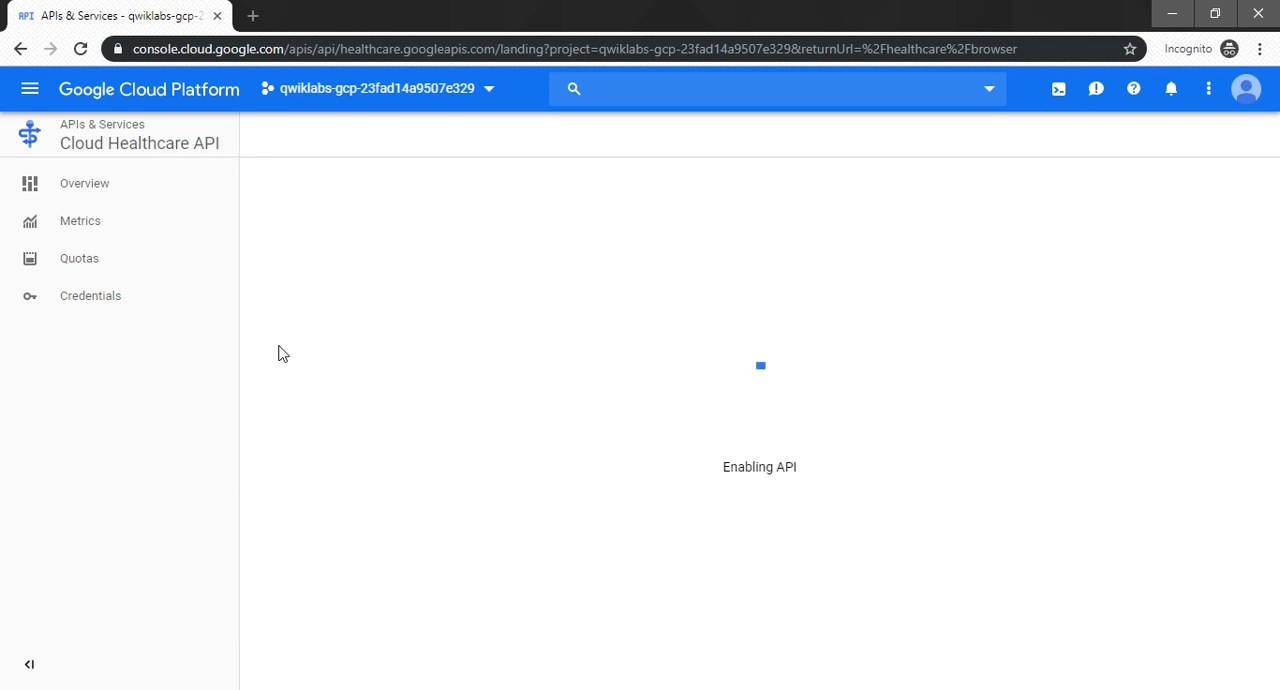 API APIs & Services - qwiklabs-gcp-2
console.cloud.google.com/apis/api/healthcare.googleapis.com/landing?project=qwiklabs-gcp-23fad14a9507e329&returnUrl=%2Fhealthcare%2Fbrowser
Incognito
Google Cloud Platform
qwiklabs-gcp-23fad14a9507e329
APIs & Services
Cloud Healthcare API
Overview
Metrics
Quotas
Credentials
Enabling API